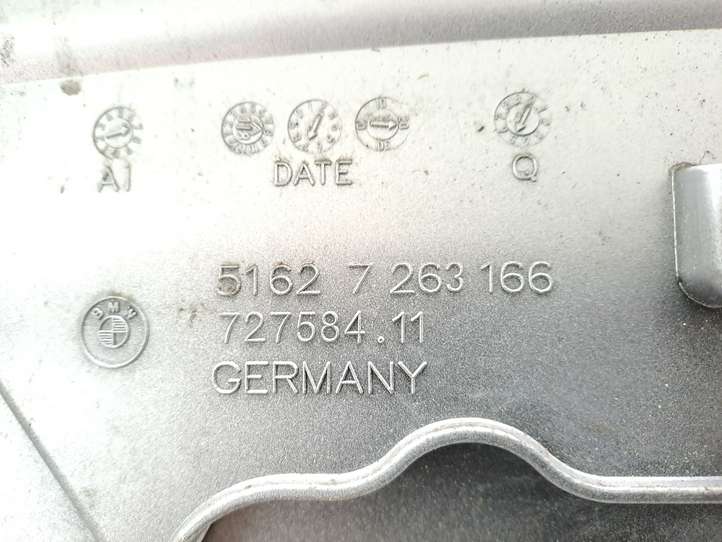 A1 DATE Q
5162 7 263 166
BMW
727584.11
GERMANY